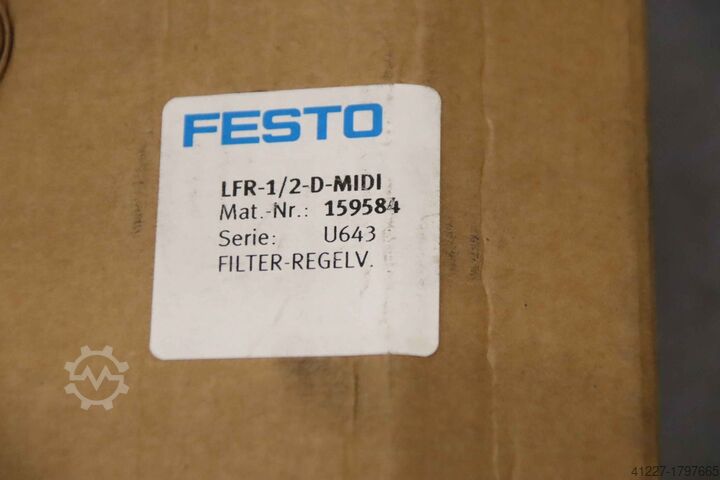 FESTO
LFR-1/2-D-MIDI
Mat.-Nr.: 159584
Serie: U643
FILTER-REGELV.
41227-1797665